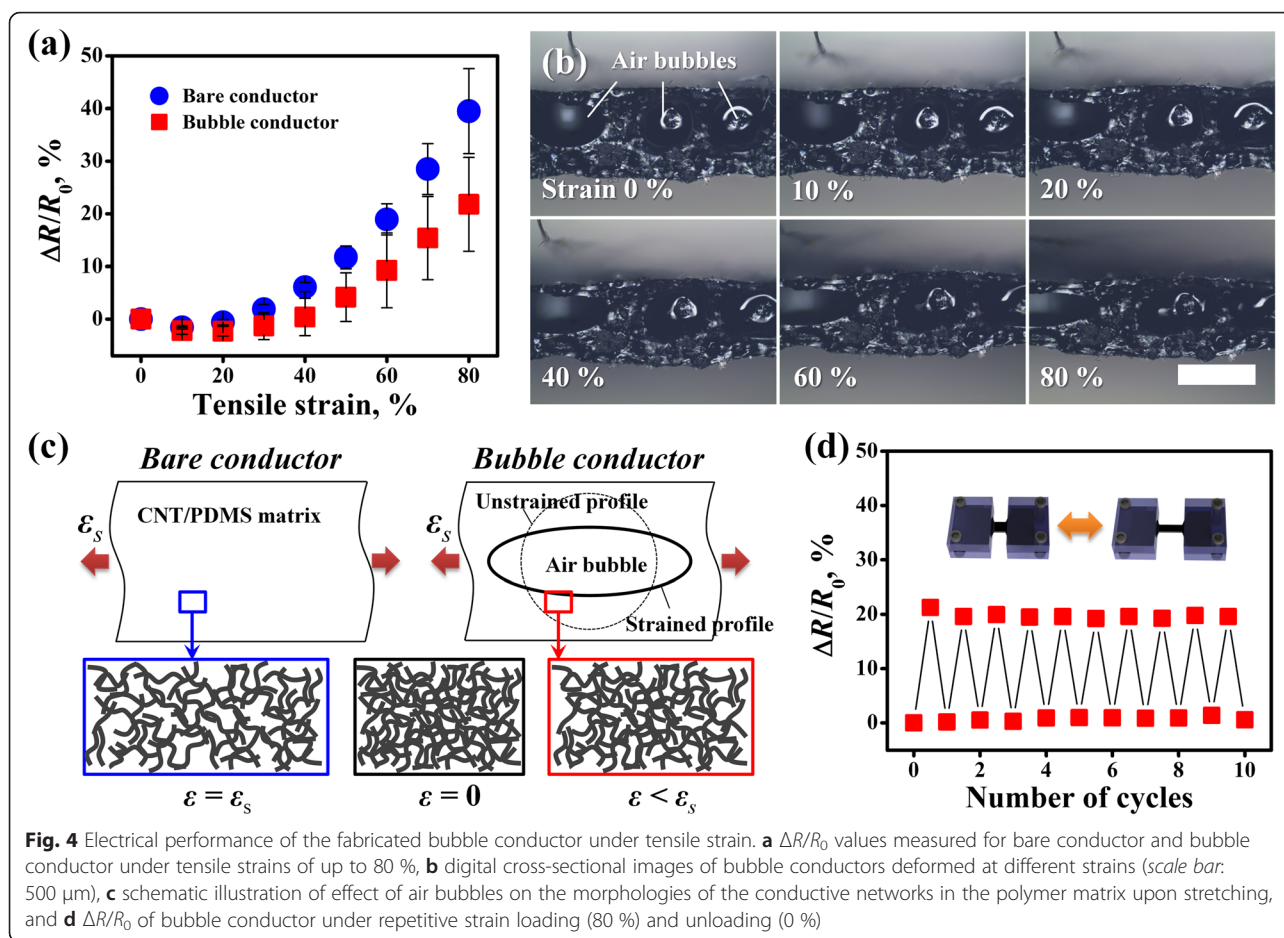 (a)
50
40
30
20
10
0
ΔR/R₀, %
Bare conductor
Bubble conductor
0 20 40 60 80
Tensile strain, %
(b)
Air bubbles
Strain 0 %
10 %
20 %
40 %
60 %
80 %
(c)
Bare conductor
CNT/PDMS matrix
εs
ε = εs
ε = 0
Bubble conductor
Unstrained profile
εs
Air bubble
Strained profile
ε < εs
(d)
50
40
30
20
10
0
ΔR/R₀, %
0 2 4 6 8 10
Number of cycles
Fig. 4 Electrical performance of the fabricated bubble conductor under tensile strain. a ΔR/R₀ values measured for bare conductor and bubble
conductor under tensile strains of up to 80 %, b digital cross-sectional images of bubble conductors deformed at different strains (scale bar:
500 μm), c schematic illustration of effect of air bubbles on the morphologies of the conductive networks in the polymer matrix upon stretching,
and d ΔR/R₀ of bubble conductor under repetitive strain loading (80 %) and unloading (0 %)